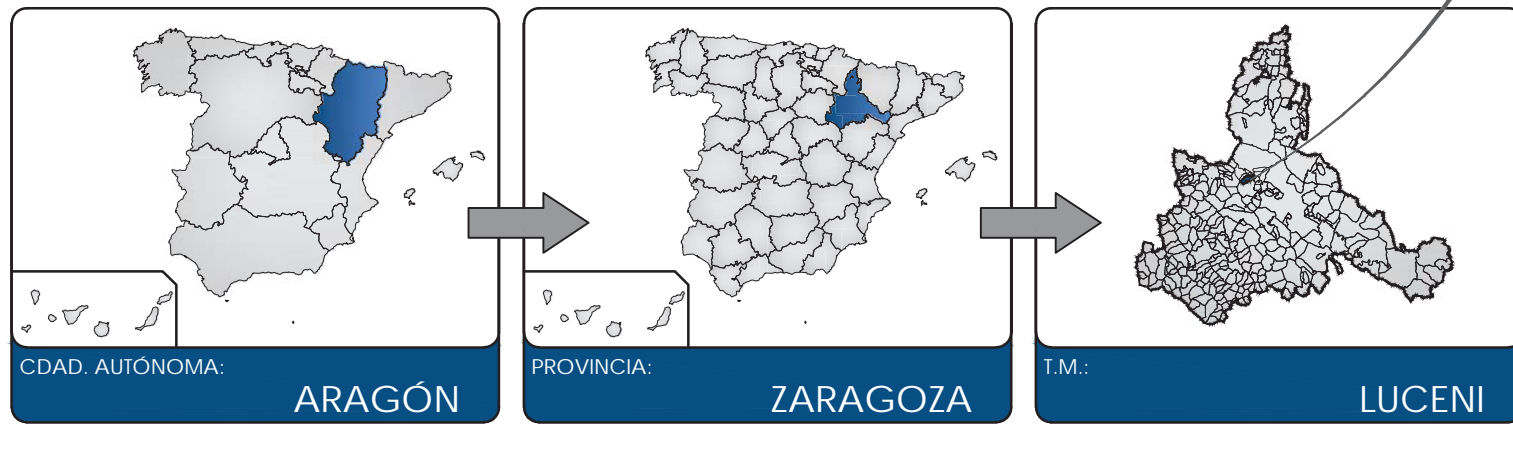 CDAD. AUTÓNOMA:
ARAGÓN
PROVINCIA:
ZARAGOZA
T.M.:
LUCENI